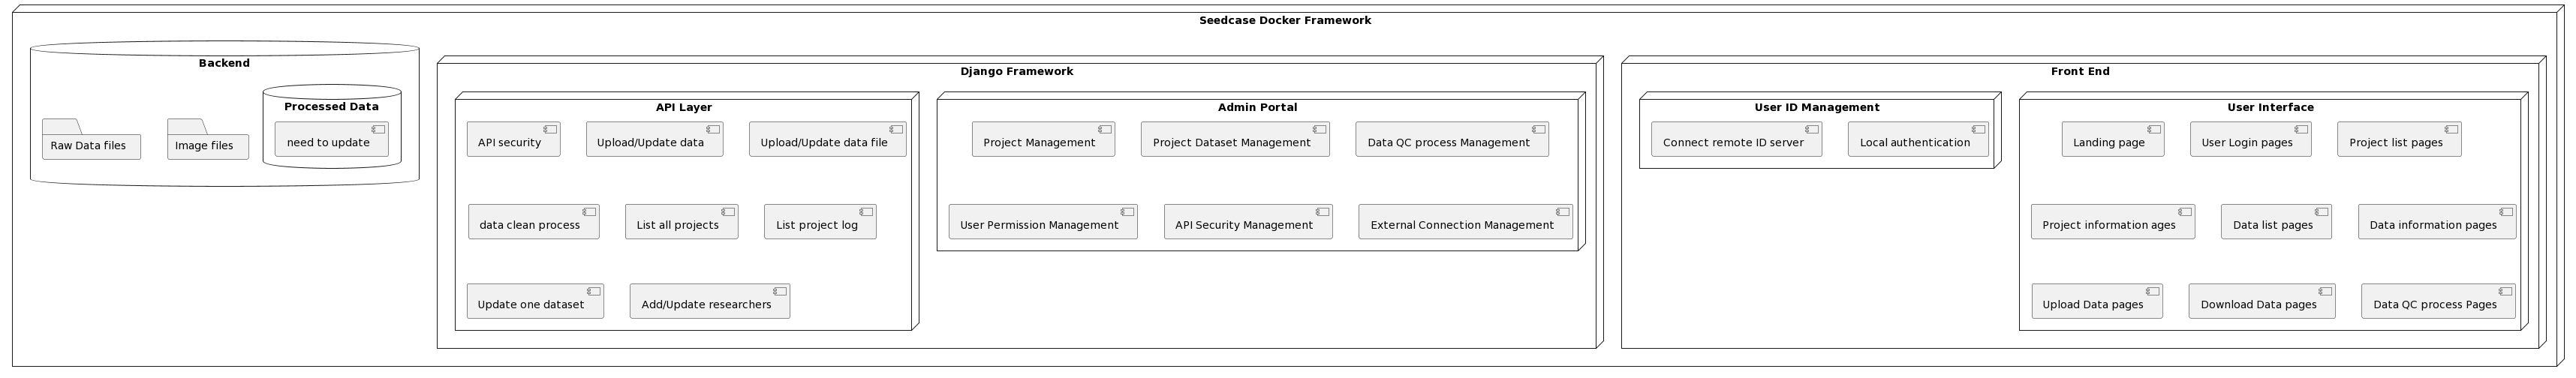 Seedcase Docker Framework
Backend
Processed Data
Raw Data files
Image files
need to update
Django Framework
API Layer
API security
Upload/Update data
Upload/Update data file
data clean process
List all projects
List project log
Update one dataset
Add/Update researchers
Admin Portal
Project Management
Project Dataset Management
Data QC process Management
User Permission Management
API Security Management
External Connection Management
Front End
User ID Management
Connect remote ID server
Local authentication
User Interface
Landing page
User Login pages
Project list pages
Project information ages
Data list pages
Data information pages
Upload Data pages
Download Data pages
Data QC process Pages